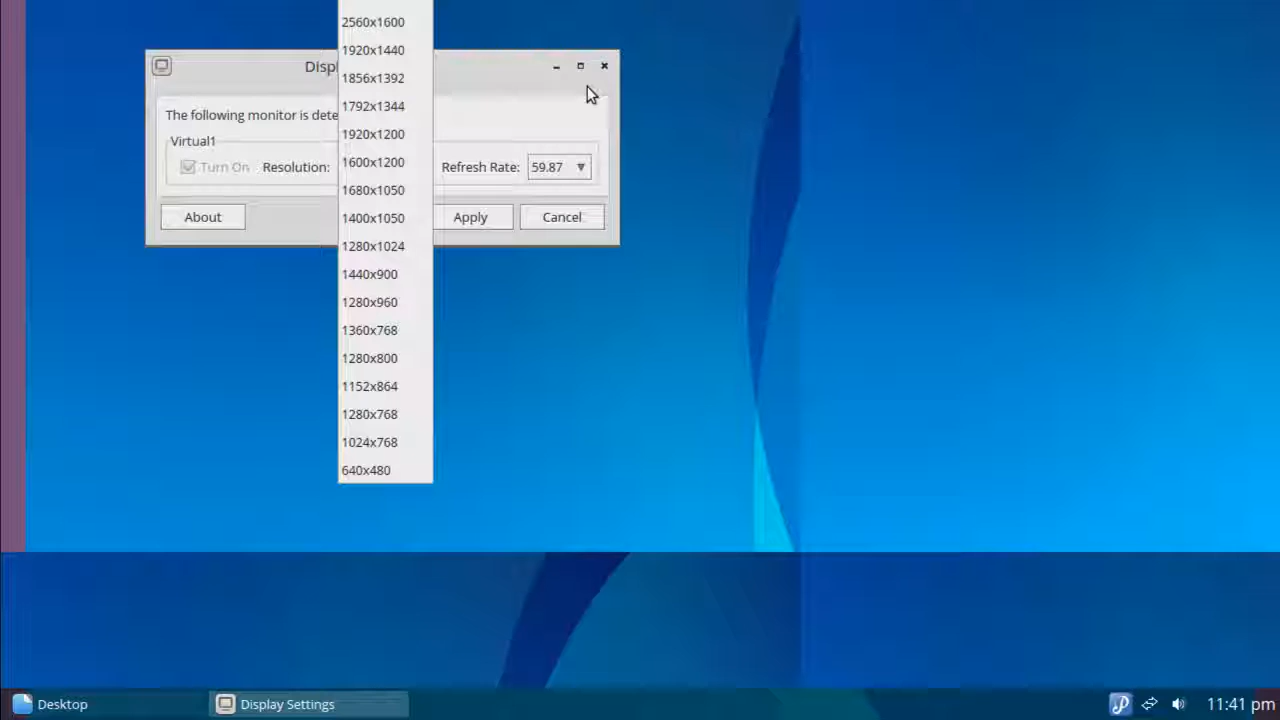 2560x1600
1920x1440
1856x1392
1792x1344
1920x1200
1600x1200
1680x1050
1400x1050
1280x1024
1440x900
1280x960
1360x768
1280x800
1152x864
1280x768
1024x768
640x480
Disp
The following monitor is dete
Virtual1
Turn On Resolution: Refresh Rate: 59.87
About Apply Cancel
Desktop Display Settings 11:41 pm